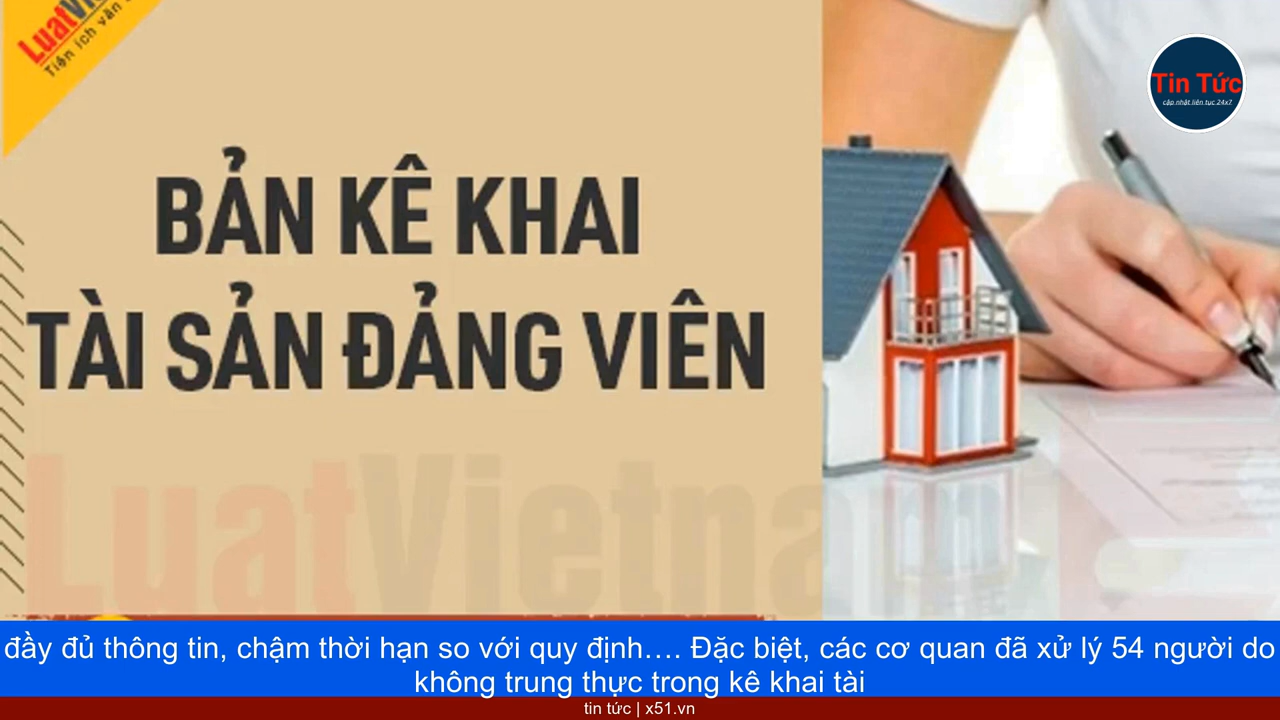 LuatVi
Tiện ích văn
Tin Tức
cập nhật liên tục 24x7
BẢN KÊ KHAI
TÀI SẢN ĐẢNG VIÊN
LuatVietna
đầy đủ thông tin, chậm thời hạn so với quy định…. Đặc biệt, các cơ quan đã xử lý 54 người do
không trung thực trong kê khai tài
tin tức | x51.vn